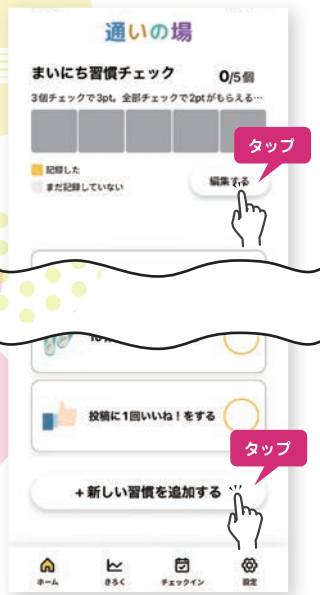 通いの場
まいにち習慣チェック
0/5個
3個チェックで3pt。全部チェックで2ptがもらえる…
タップ
記録した
まだ記録していない
編集する
投稿に1回いいね！をする
タップ
+新しい習慣を追加する
ホーム
きろく
チェックイン
設定